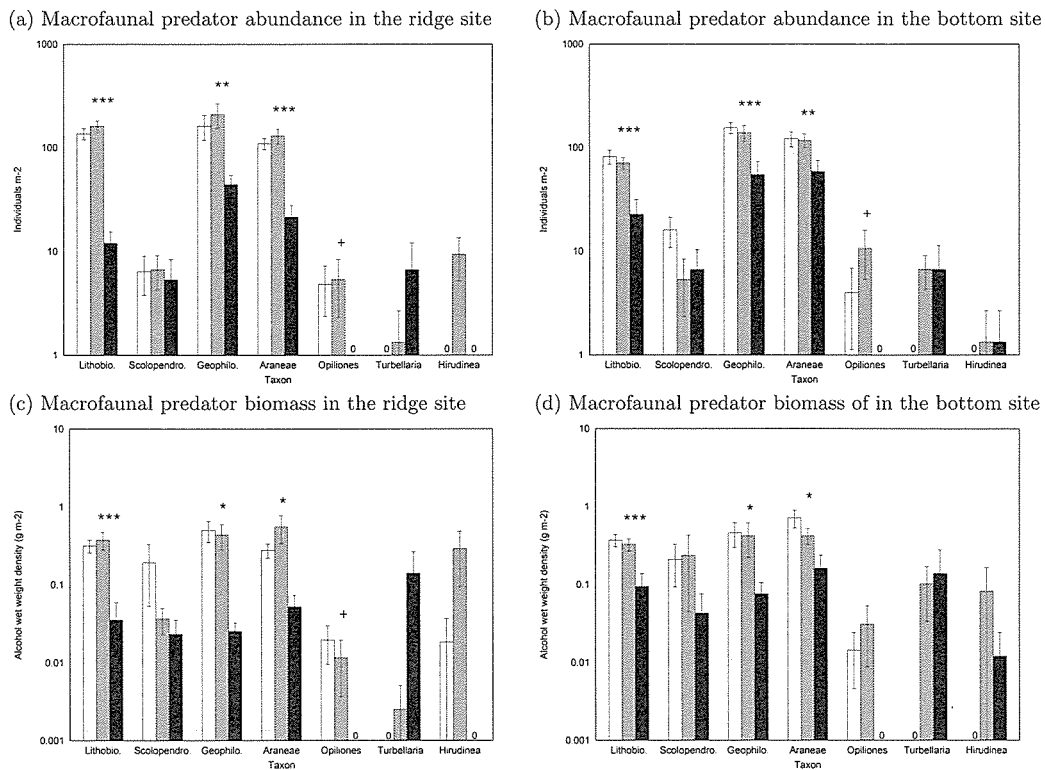 (a) Macrofaunal predator abundance in the ridge site
1000
100
10
1
Individuals m-2
***
**
***
+
0
0
0
0
Lithobio. Scolopendro. Geophilo. Araneae Opiliones Turbellaria Hirudinea
Taxon
(b) Macrofaunal predator abundance in the bottom site
1000
100
10
1
Individuals m-2
***
***
**
+
0
0
0
Lithobio. Scolopendro. Geophilo. Araneae Opiliones Turbellaria Hirudinea
Taxon
(c) Macrofaunal predator biomass in the ridge site
10
1
0.1
0.01
0.001
Alcohol wet weight density (g m-2)
***
*
*
+
0
0
0
Lithobio. Scolopendro. Geophilo. Araneae Opiliones Turbellaria Hirudinea
Taxon
(d) Macrofaunal predator biomass of in the bottom site
10
1
0.1
0.01
0.001
Alcohol wet weight density (g m-2)
***
*
*
0
0
0
Lithobio. Scolopendro. Geophilo. Araneae Opiliones Turbellaria Hirudinea
Taxon